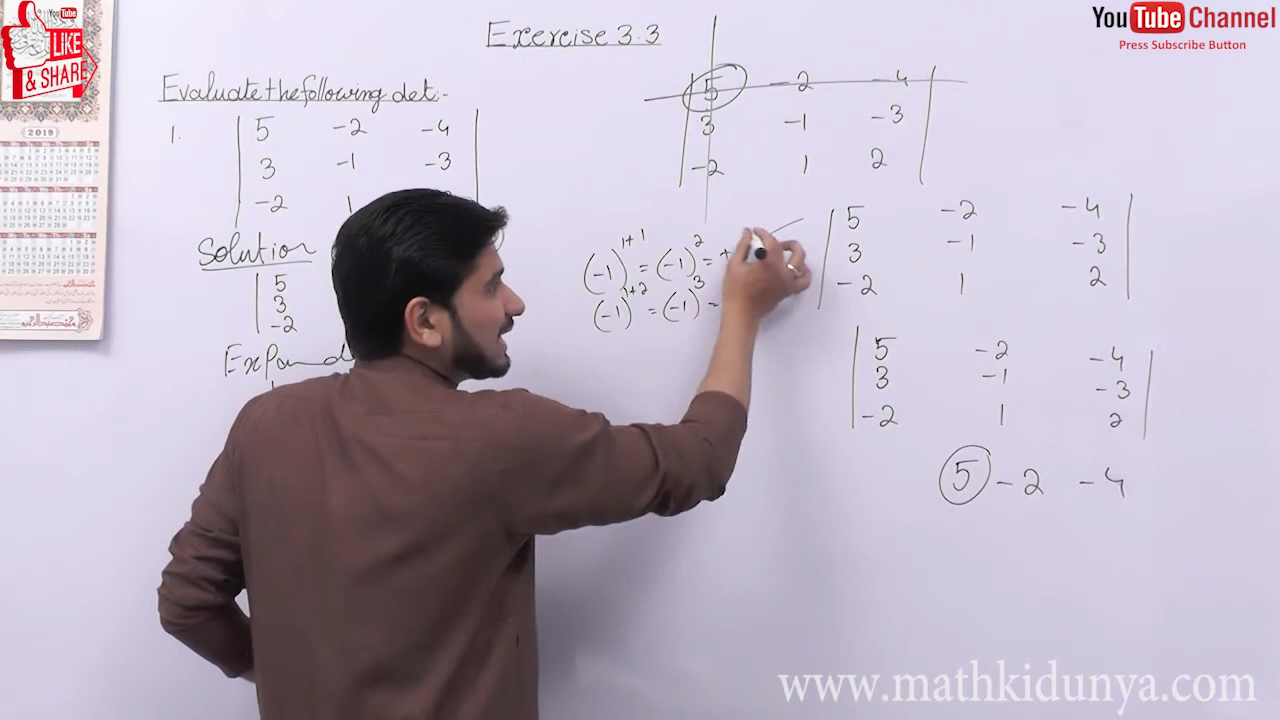 YouTube
LIKE
& SHARE
YouTube Channel
Press Subscribe Button
2019
Exercise 3.3
Evaluate the following det:-
1.
5 -2 -4
3 -1 -3
-2 1
Solution
5
3
-2
Expand
5 -2 -4
3 -1 -3
-2 1 2
(-1)^1+1 = (-1)^2 = +
(-1)^1+2 = (-1)^3 =
5 -2 -4
3 -1 -3
-2 1 2
5 -2 -4
3 -1 -3
-2 1 2
5 -2 -4
www.mathkidunya.com